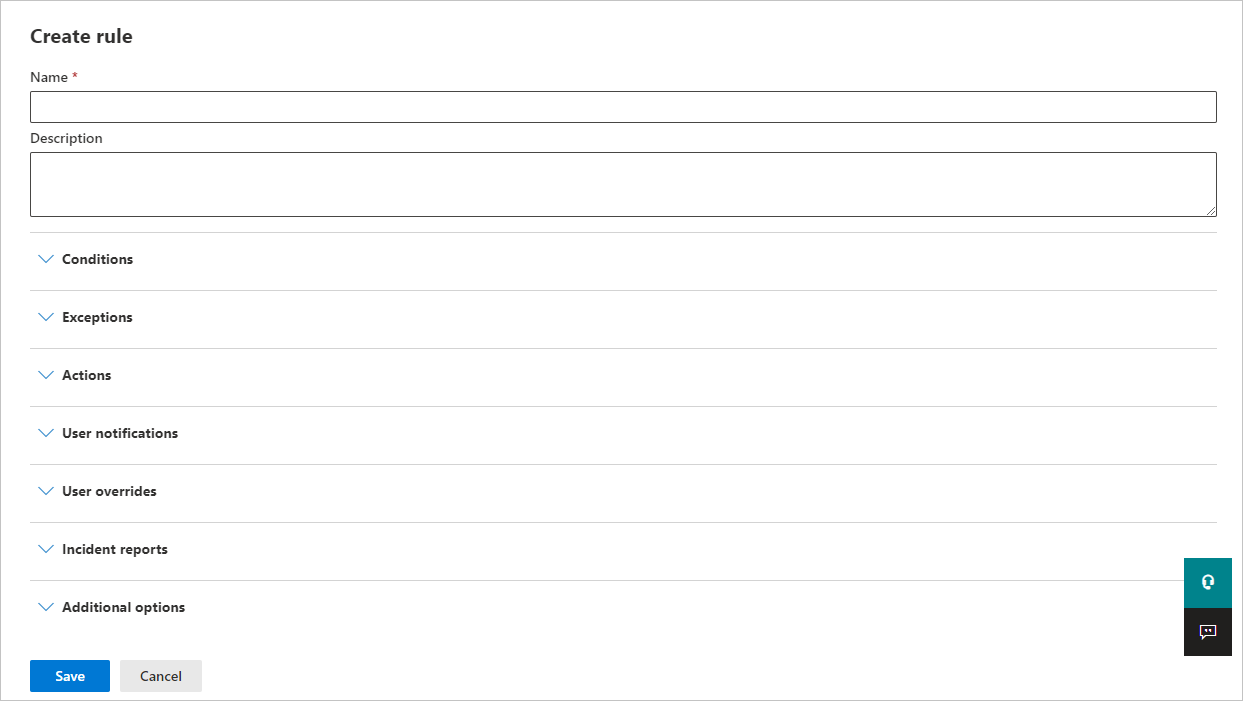 Create rule
Name *
Description
Conditions
Exceptions
Actions
User notifications
User overrides
Incident reports
Additional options
Save Cancel